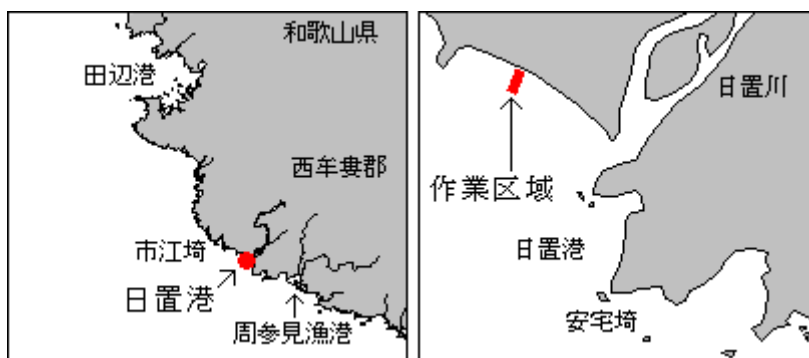 和歌山県
田辺港
西牟婁郡
市江埼
日置港
周参見漁港
日置川
作業区域
日置港
安宅埼